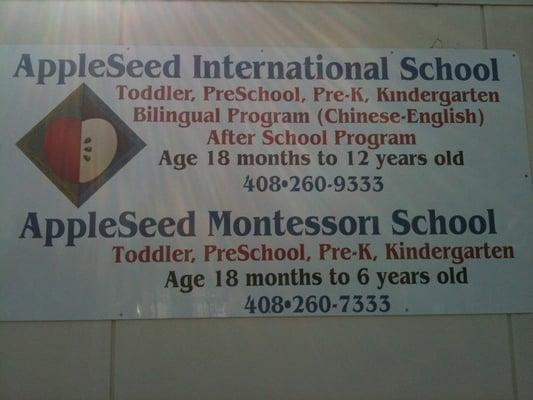 AppleSeed International School
Toddler, PreSchool, Pre-K, Kindergarten
Bilingual Program (Chinese-English)
After School Program
Age 18 months to 12 years old
408•260-9333
AppleSeed Montessori School
Toddler, PreSchool, Pre-K, Kindergarten
Age 18 months to 6 years old
408•260-7333